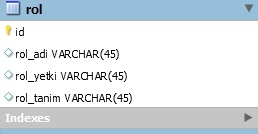 rol
id
rol_adi VARCHAR(45)
rol_yetki VARCHAR(45)
rol_tanim VARCHAR(45)
Indexes